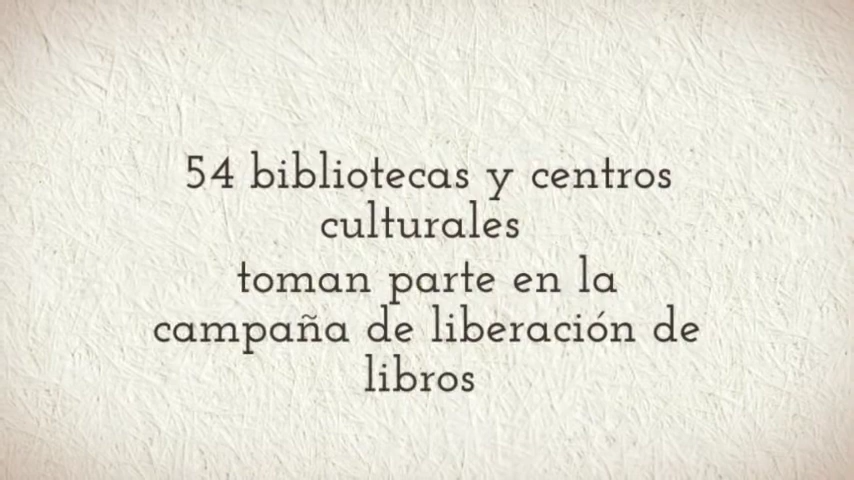 54 bibliotecas y centros
culturales
toman parte en la
campaña de liberación de
libros